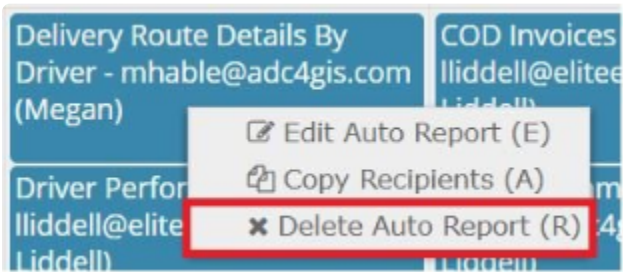 Delivery Route Details By
Driver - mhable@adc4gis.com
(Megan)
COD Invoices
lliddell@elitee
Liddell)
Edit Auto Report (E)
Copy Recipients (A)
Delete Auto Report (R)
Driver Perfor
lliddell@elite
Liddell)
Liddell)